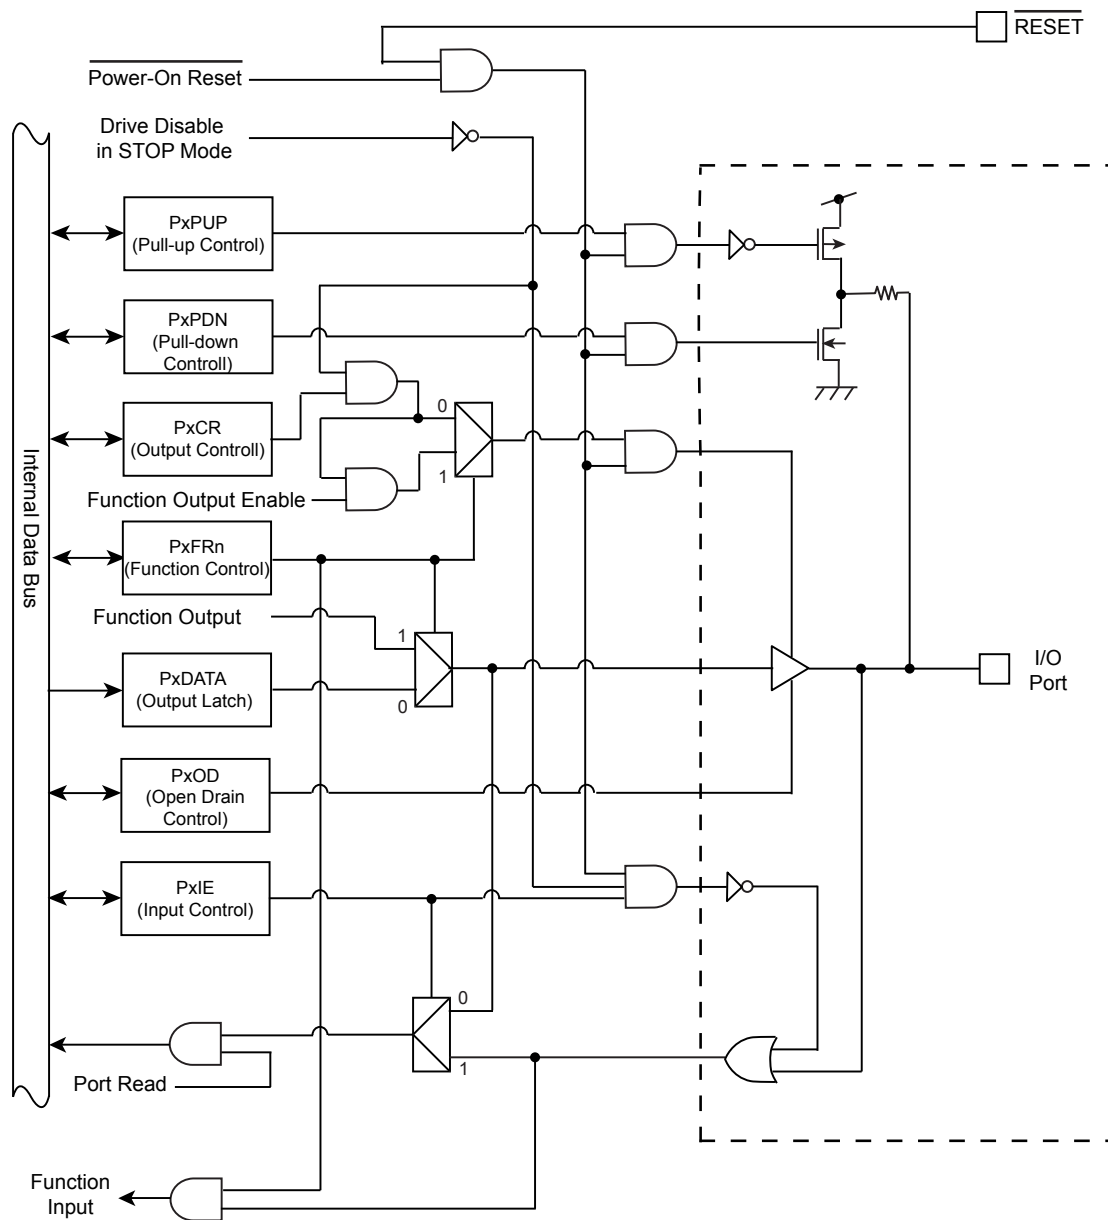 RESET
Power-On Reset
Drive Disable
in STOP Mode
PxPUP
(Pull-up Control)
PxPDN
(Pull-down
Controll)
0
PxCR
(Output Controll)
1
Function Output Enable
Internal Data Bus
PxFRn
(Function Control)
Function Output
1
PxDATA
(Output Latch)
0
I/O
Port
PxOD
(Open Drain
Control)
PxIE
(Input Control)
0
1
Port Read
Function
Input